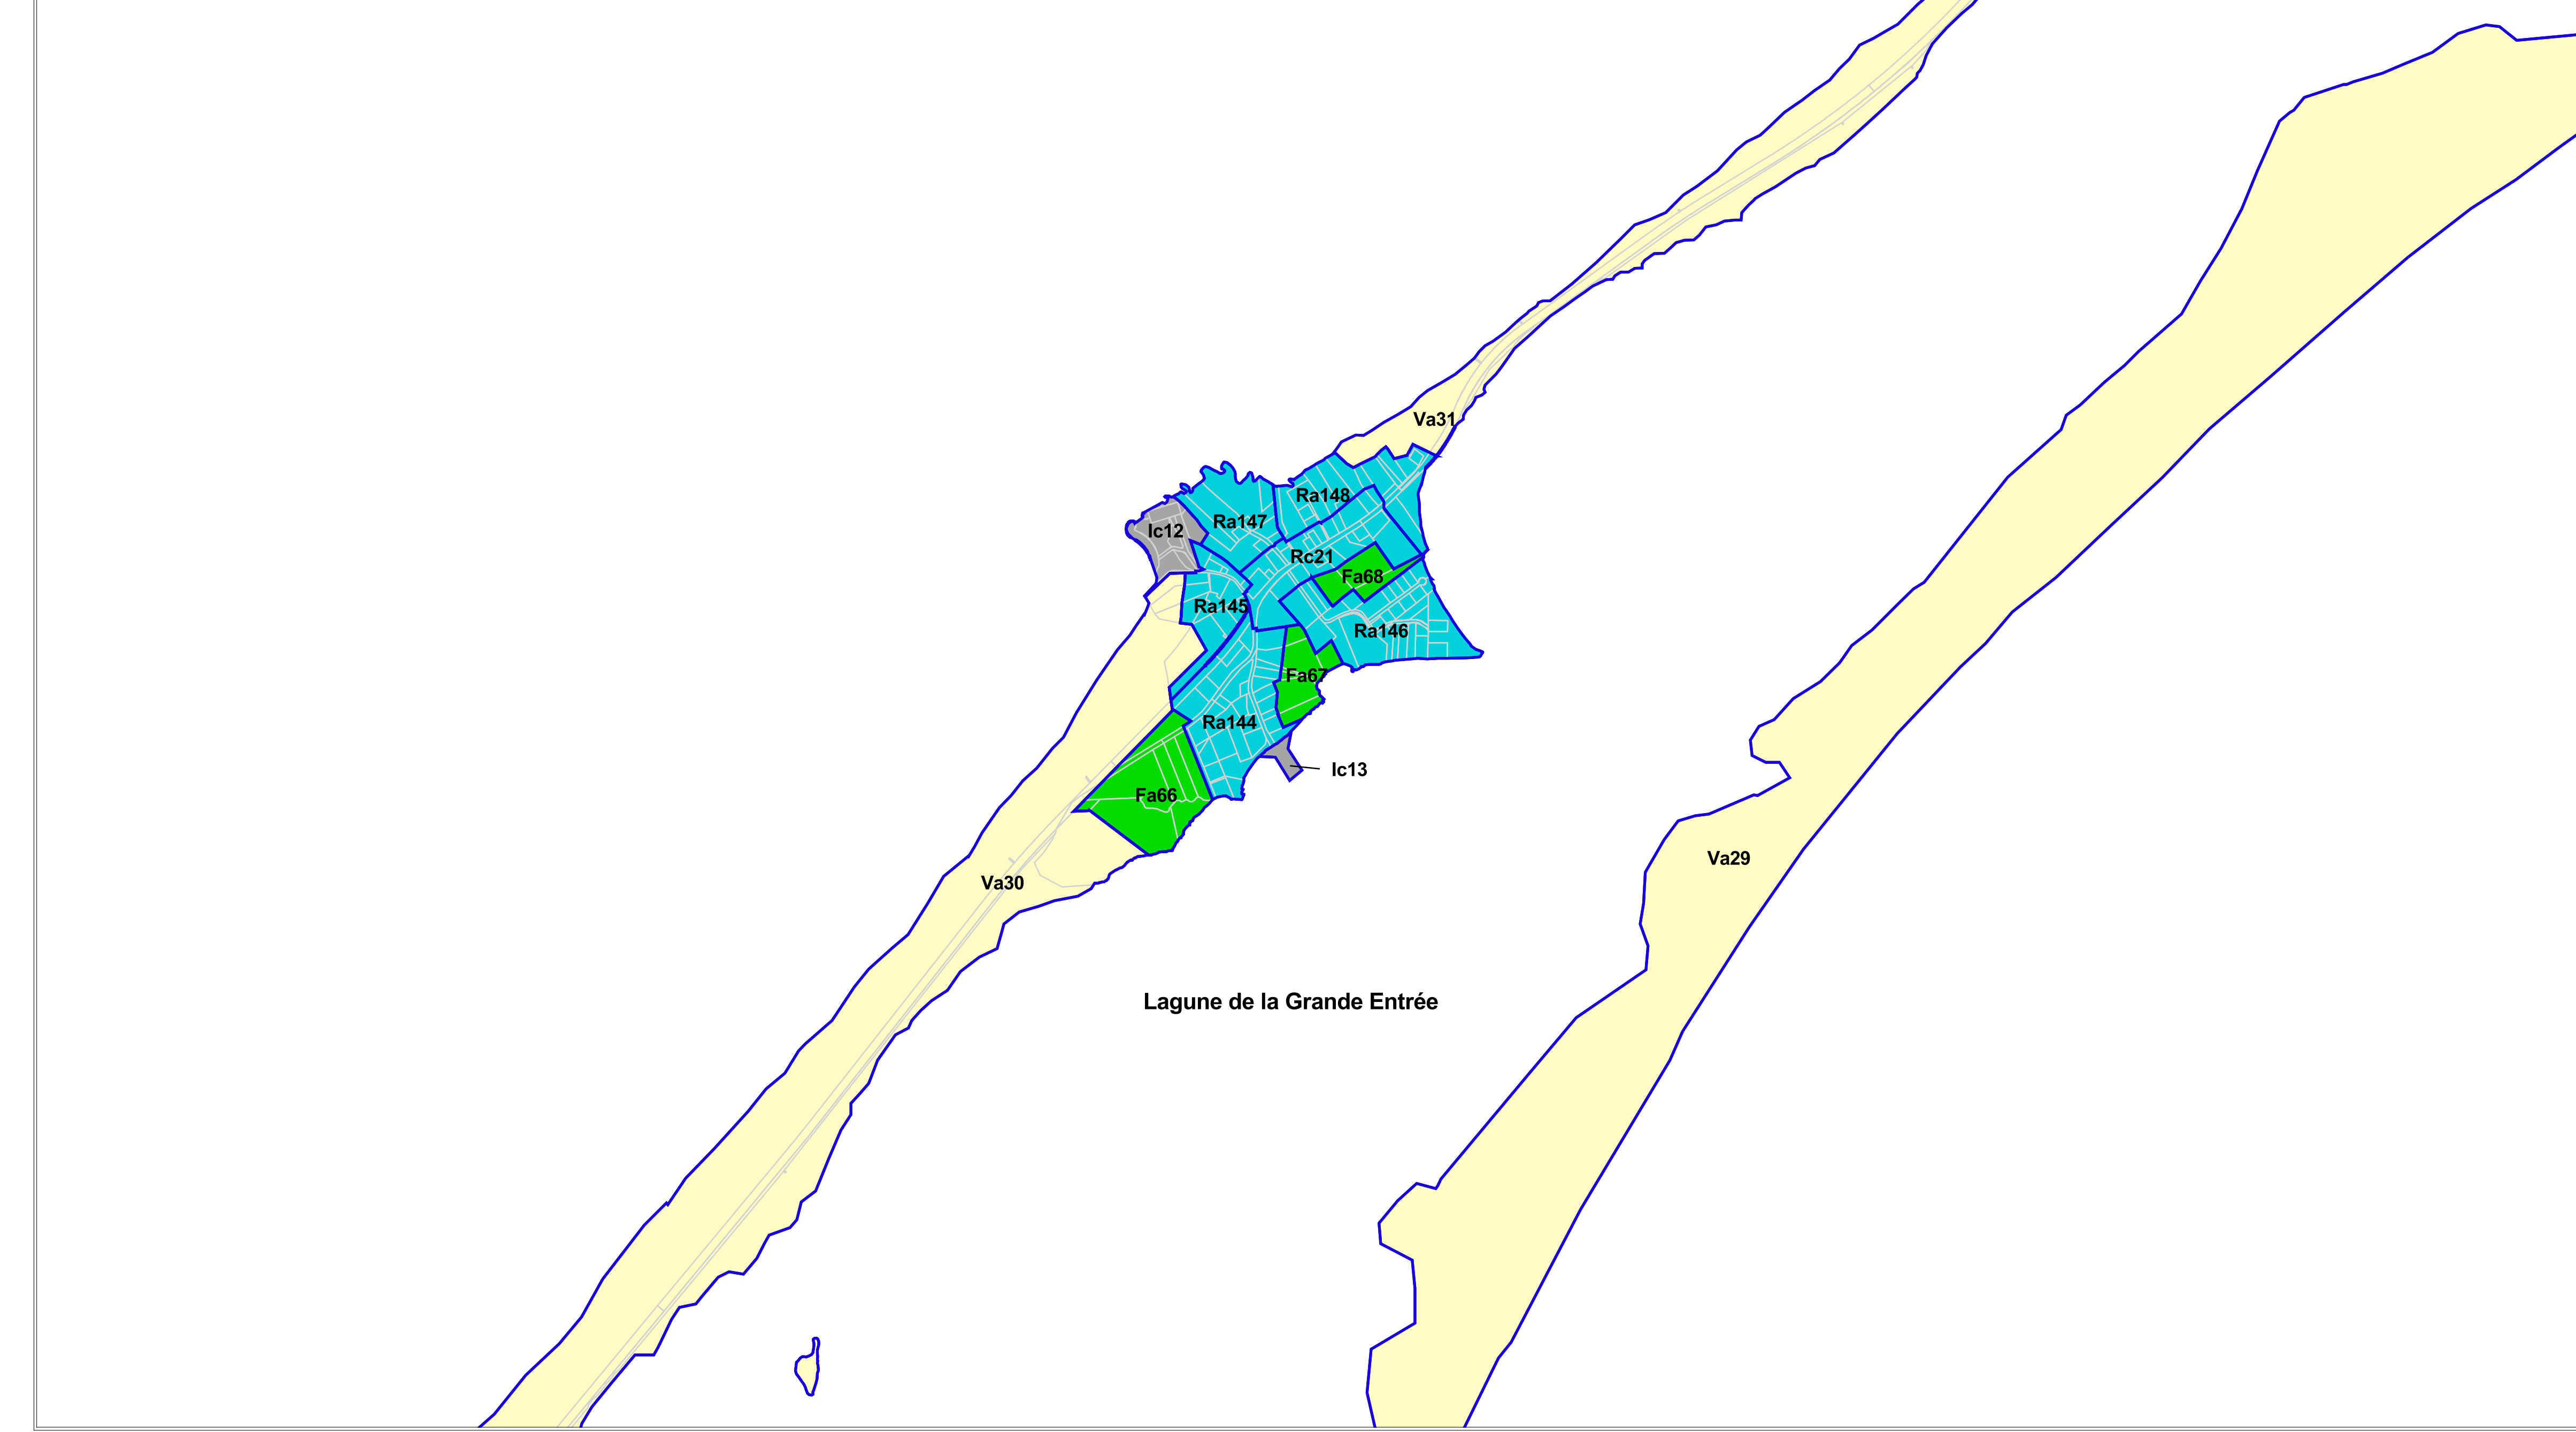 Va31
Ra148
Ra147
Ic12
Rc21
Fa68
Ra145
Ra146
Fa67
Ra144
Ic13
Fa66
Va29
Va30
Lagune de la Grande Entrée